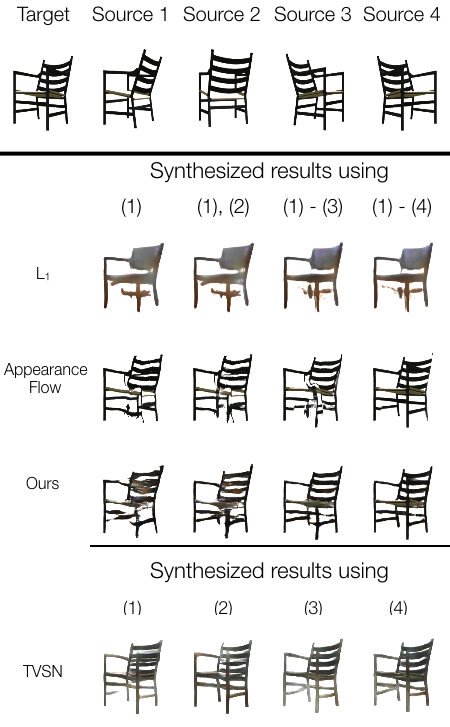 Target Source 1 Source 2 Source 3 Source 4
Synthesized results using
(1) (1), (2) (1) - (3) (1) - (4)
L₁
Appearance
Flow
Ours
Synthesized results using
(1) (2) (3) (4)
TVSN